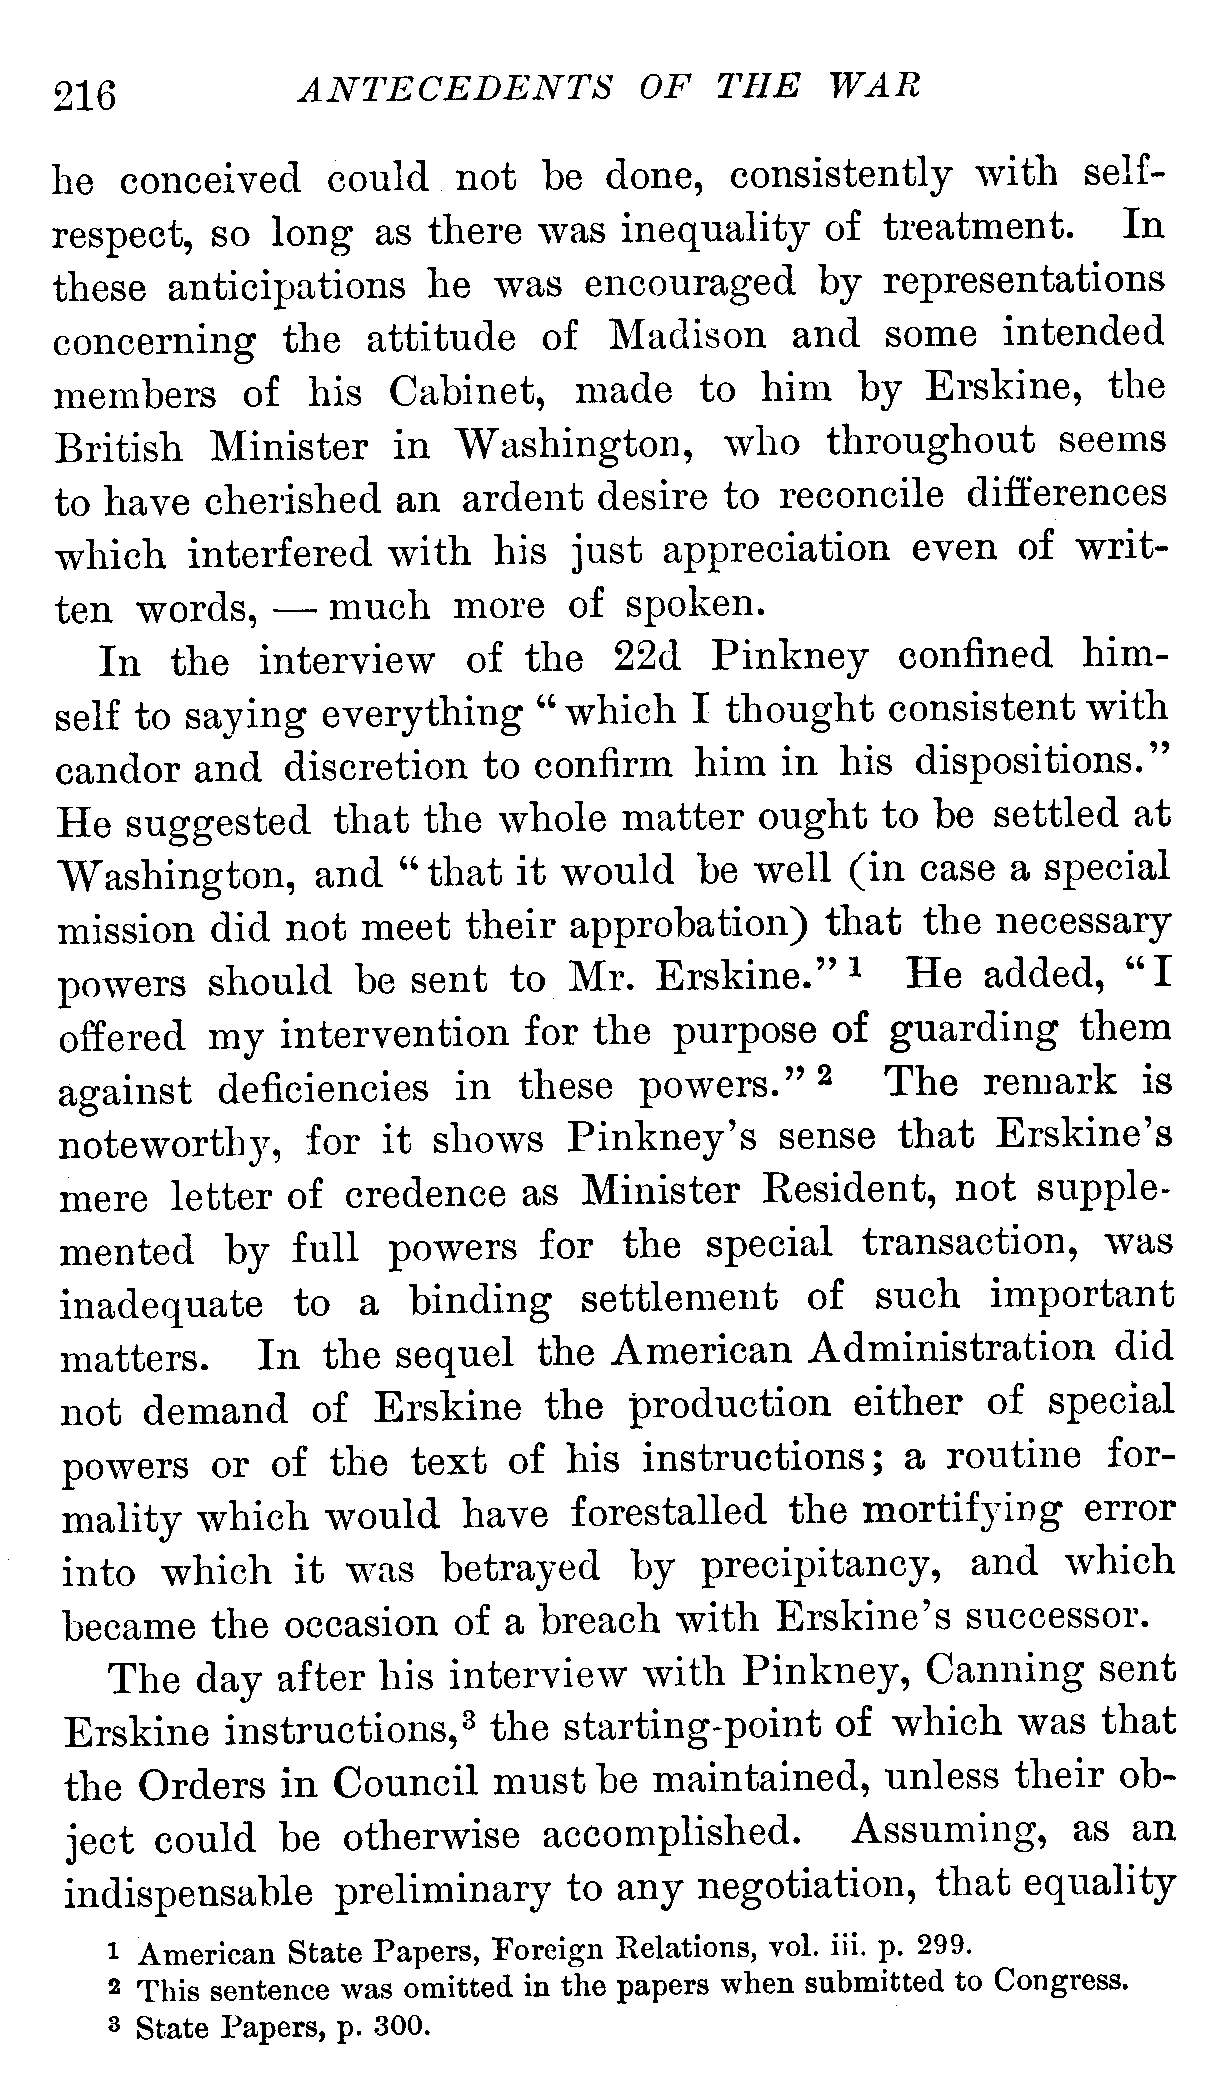 216 ANTECEDENTS OF THE WAR
he conceived could not be done, consistently with self-
respect, so long as there was inequality of treatment. In
these anticipations he was encouraged by representations
concerning the attitude of Madison and some intended
members of his Cabinet, made to him by Erskine, the
British Minister in Washington, who throughout seems
to have cherished an ardent desire to reconcile differences
which interfered with his just appreciation even of writ-
ten words, — much more of spoken.
In the interview of the 22d Pinkney confined him-
self to saying everything “which I thought consistent with
candor and discretion to confirm him in his dispositions.”
He suggested that the whole matter ought to be settled at
Washington, and “that it would be well (in case a special
mission did not meet their approbation) that the necessary
powers should be sent to Mr. Erskine.” 1 He added, “I
offered my intervention for the purpose of guarding them
against deficiencies in these powers.” 2 The remark is
noteworthy, for it shows Pinkney’s sense that Erskine’s
mere letter of credence as Minister Resident, not supple-
mented by full powers for the special transaction, was
inadequate to a binding settlement of such important
matters. In the sequel the American Administration did
not demand of Erskine the production either of special
powers or of the text of his instructions; a routine for-
mality which would have forestalled the mortifying error
into which it was betrayed by precipitancy, and which
became the occasion of a breach with Erskine’s successor.
The day after his interview with Pinkney, Canning sent
Erskine instructions,3 the starting-point of which was that
the Orders in Council must be maintained, unless their ob-
ject could be otherwise accomplished. Assuming, as an
indispensable preliminary to any negotiation, that equality
1 American State Papers, Foreign Relations, vol. iii. p. 299.
2 This sentence was omitted in the papers when submitted to Congress.
3 State Papers, p. 300.